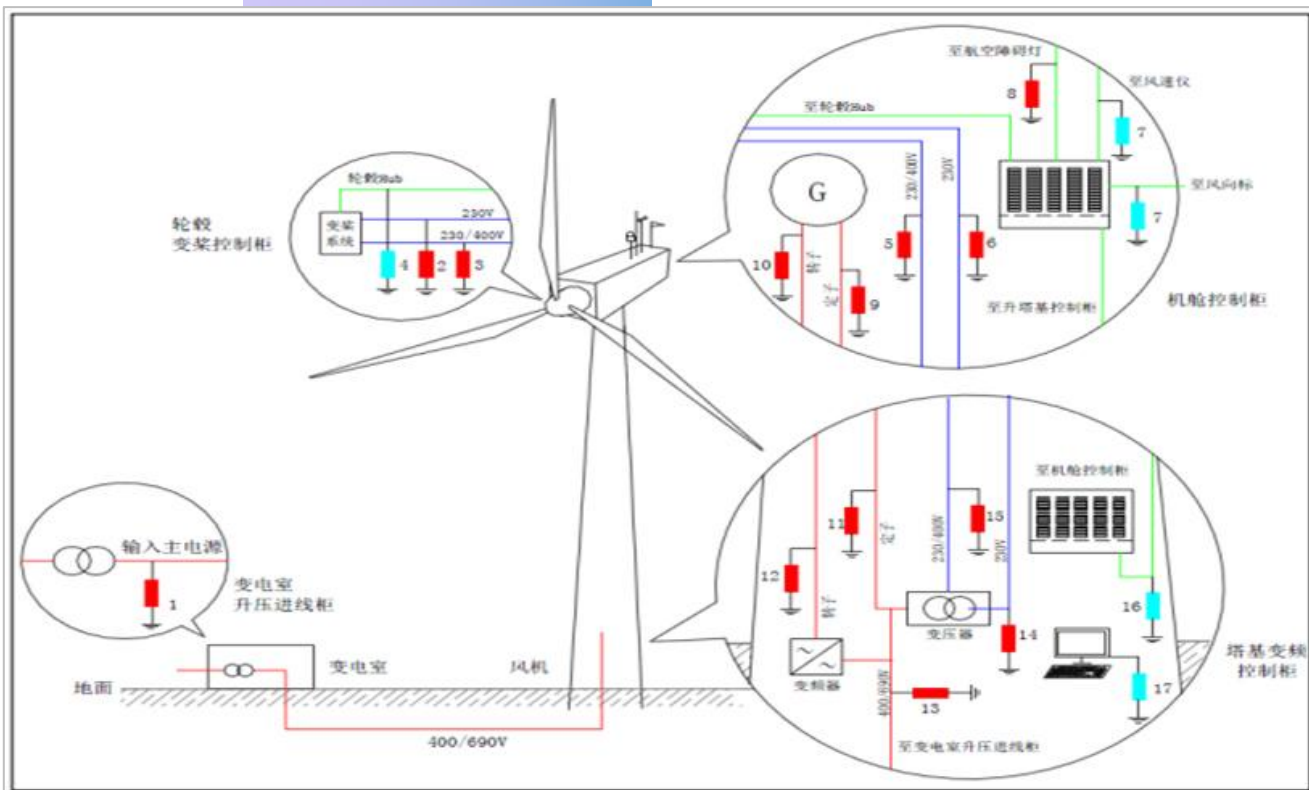 至航空障碍灯
8
至风速仪
7
至轮毂Hub
230/400V
230V
G
至风向标
7
5
6
10
转子
定子
9
至升塔基控制柜
机舱控制柜
轮毂Hub
轮毂
变桨控制柜
变桨
系统
230V
230/400V
4
2
3
输入主电源
1
变电室
升压进线柜
变电室
风机
地面
400/690V
至机舱控制柜
11
定子
230/400V
15
230V
12
转子
变压器
14
16
变频器
400/690V
13
17
塔基变频
控制柜
至变电室升压进线柜